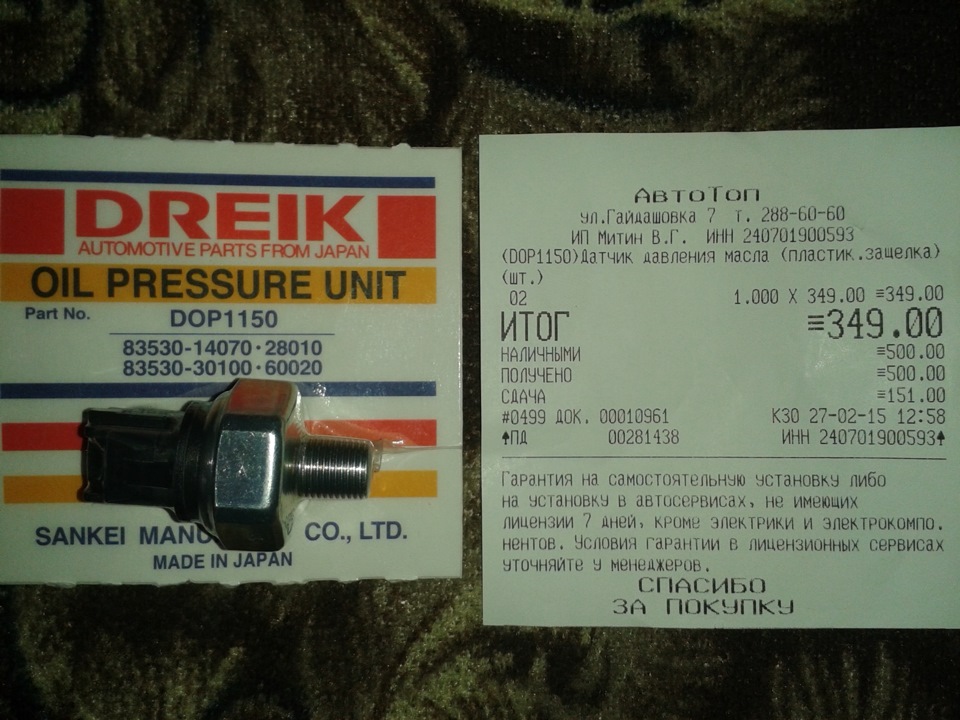 DREIK
AUTOMOTIVE PARTS FROM JAPAN
OIL PRESSURE UNIT
Part No.
DOP1150
83530-14070・28010
83530-30100・60020
SANKEI MANU CO., LTD.
MADE IN JAPAN
АвтоТоп
ул.Гайдашовка 7 т. 288-60-60
ИП Митин В.Г. ИНН 240701900593
(DOP1150)Датчик давления масла (пластик.защелка)
(шт.)
02 1.000 X 349.00 ≡349.00
ИТОГ ≡349.00
НАЛИЧНЫМИ ≡500.00
ПОЛУЧЕНО ≡500.00
СДАЧА ≡151.00
#0499 ДОК. 00010961 К30 27-02-15 12:58
ПД 00281438 ИНН 240701900593
Гарантия на самостоятельную установку либо
на установку в автосервисах, не имеющих
лицензии 7 дней, кроме электрики и электрокомпо.
нентов. Условия гарантии в лицензионных сервисах
уточняйте у менеджеров.
СПАСИБО
ЗА ПОКУПКУ